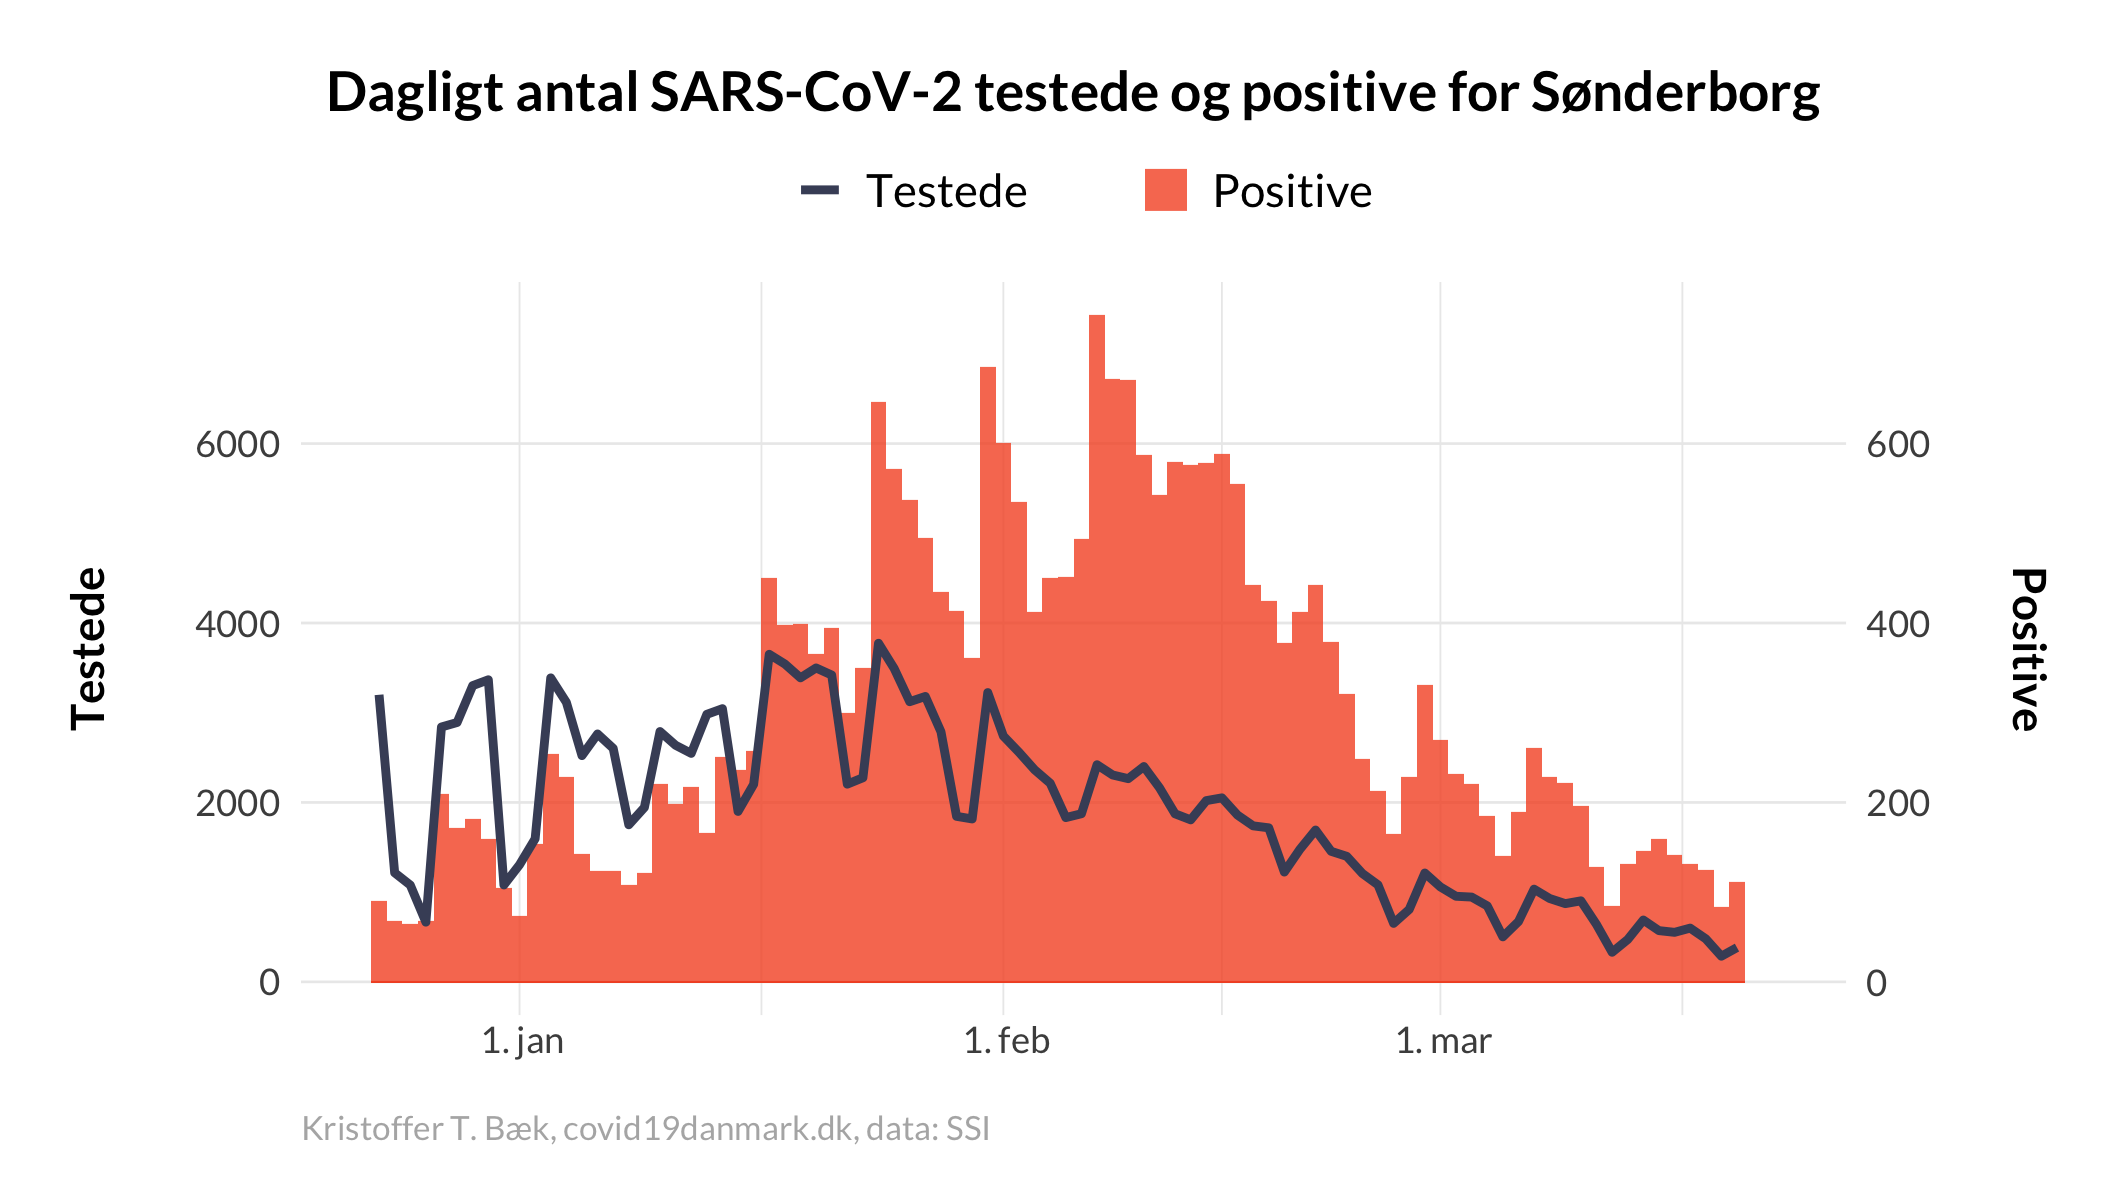 Dagligt antal SARS-CoV-2 testede og positive for Sønderborg
Testede
Positive
6000
4000
2000
0
Testede
600
400
200
0
Positive
1. jan
1. feb
1. mar
Kristoffer T. Bæk, covid19danmark.dk, data: SSI